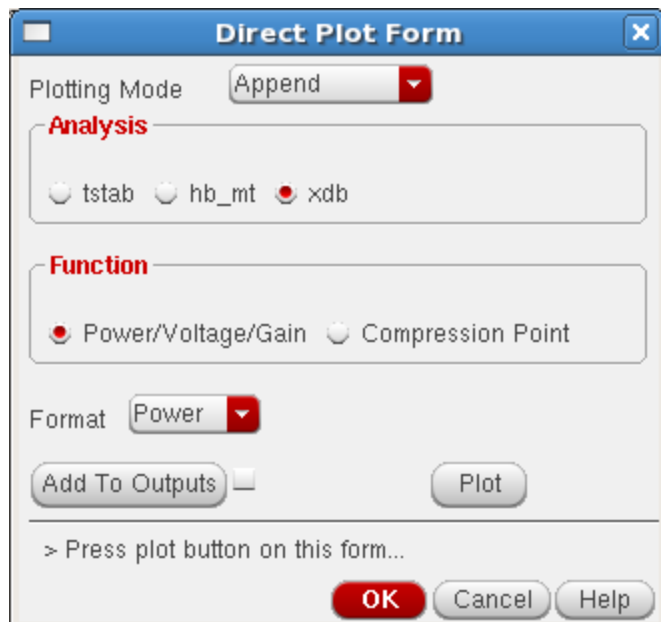 Direct Plot Form
Plotting Mode Append
Analysis
tstab hb_mt xdb
Function
Power/Voltage/Gain Compression Point
Format Power
Add To Outputs Plot
> Press plot button on this form...
OK Cancel Help